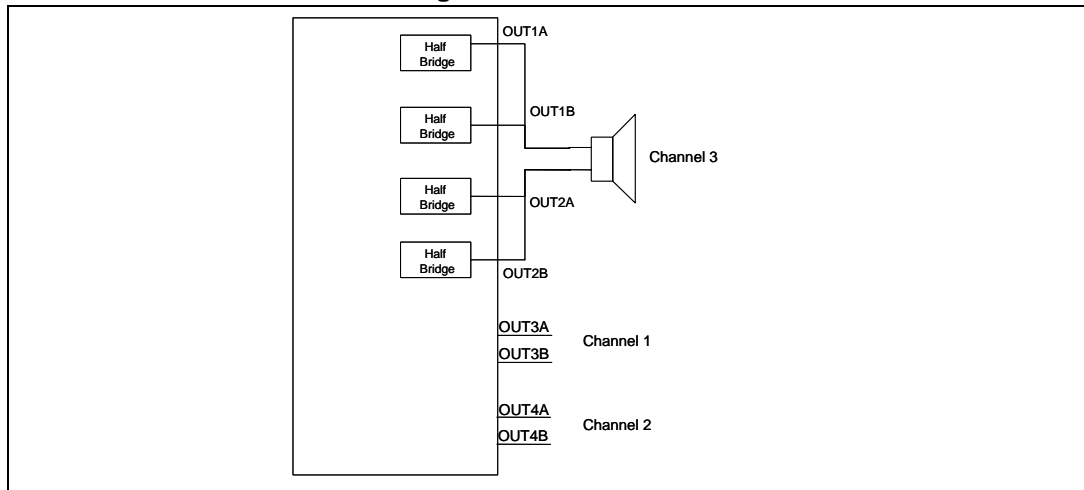 OUT1A
Half
Bridge
OUT1B
Half
Bridge
Channel 3
Half
Bridge
OUT2A
Half
Bridge
OUT2B
OUT3A
Channel 1
OUT3B
OUT4A
Channel 2
OUT4B